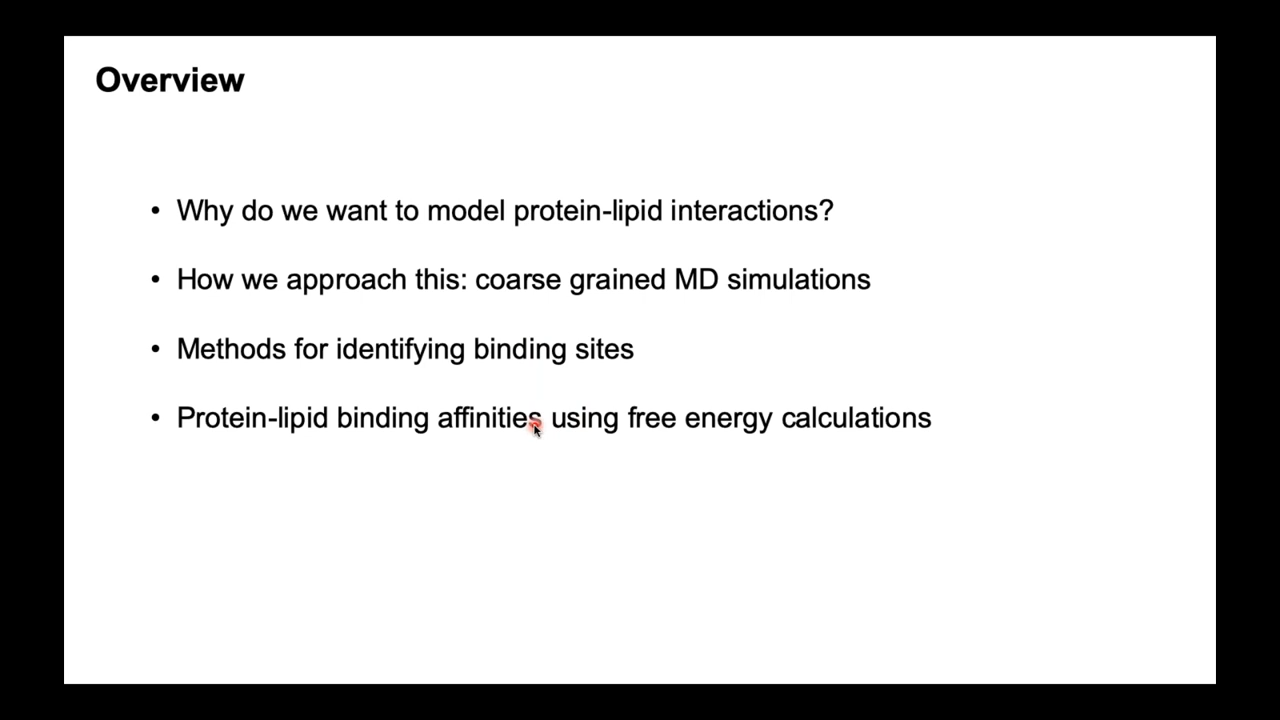 Overview
• Why do we want to model protein-lipid interactions?
• How we approach this: coarse grained MD simulations
• Methods for identifying binding sites
• Protein-lipid binding affinities using free energy calculations